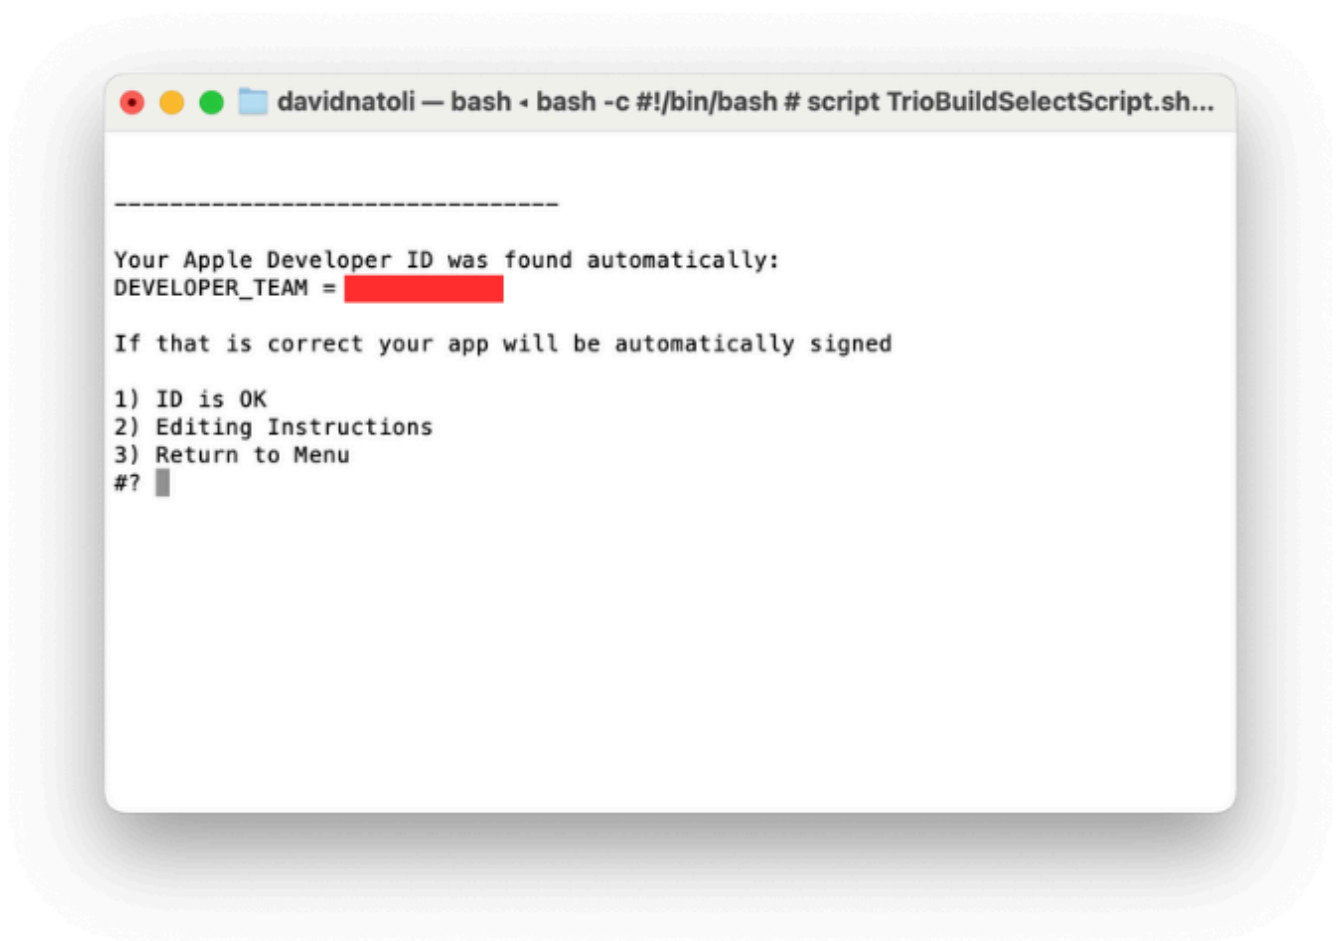 davidnatoli — bash ◂ bash -c #!/bin/bash # script TrioBuildSelectScript.sh...
--------------------------------
Your Apple Developer ID was found automatically:
DEVELOPER_TEAM =
If that is correct your app will be automatically signed
1) ID is OK
2) Editing Instructions
3) Return to Menu
#?